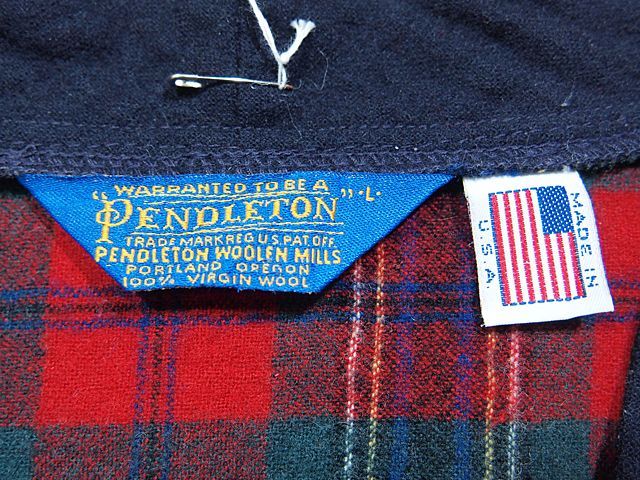 WARRANTED TO BE A
"PENDLETON" -L-
TRADE MARK REG U.S. PAT. OFF.
PENDLETON WOOLEN MILLS
PORTLAND OREGON
100% VIRGIN WOOL
MADE IN
USA